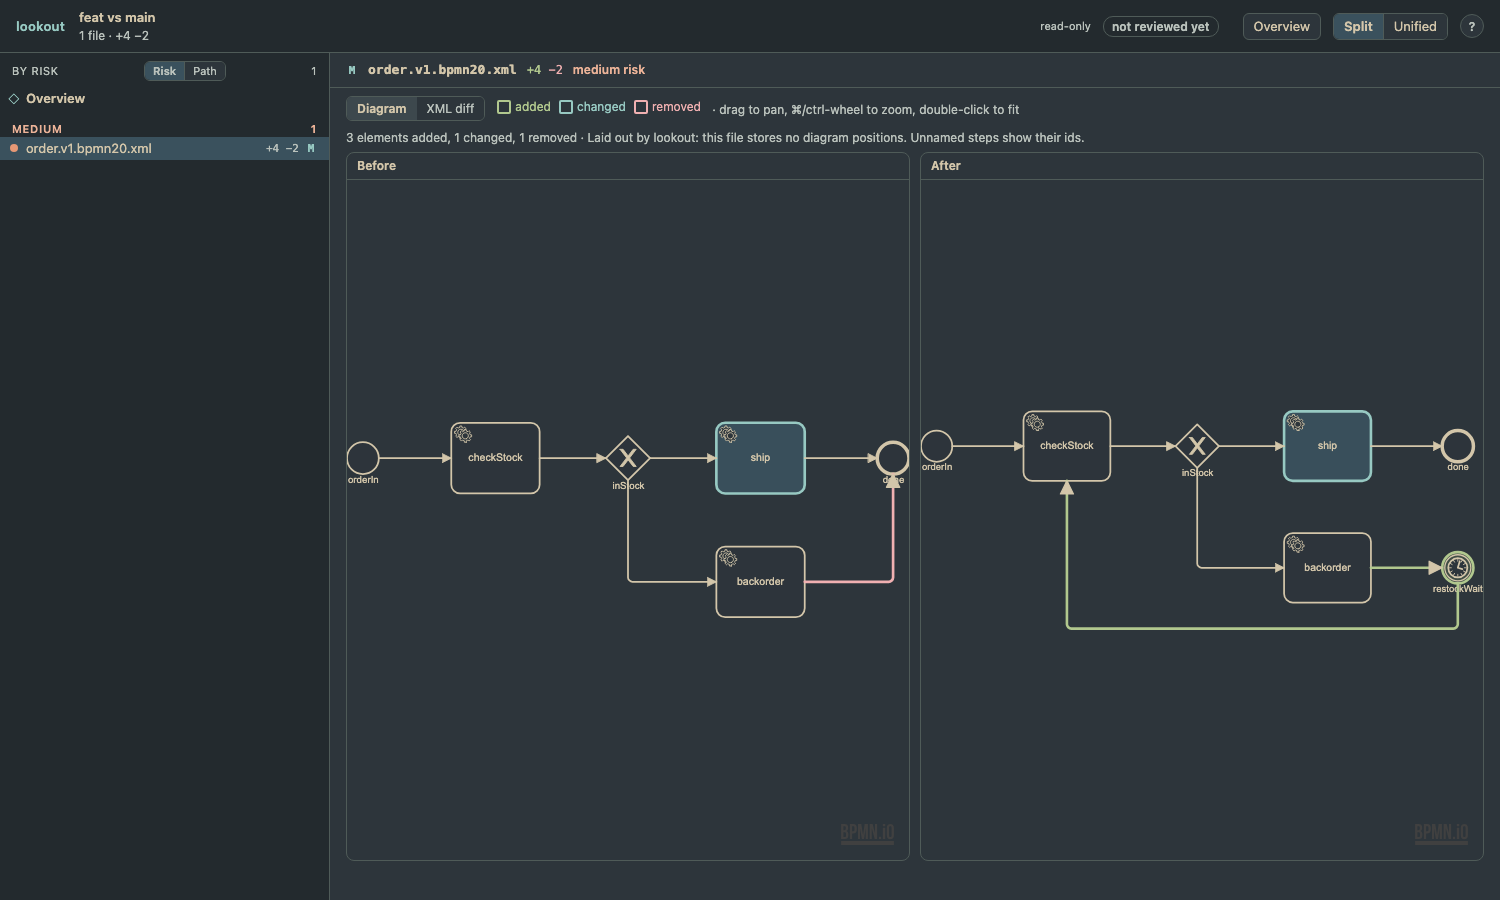 lookout
feat vs main
1 file · +4 −2
read-only
not reviewed yet
Overview
Split
Unified
?
BY RISK
Risk
Path
1
Overview
MEDIUM
1
order.v1.bpmn20.xml
+4 −2 M
M order.v1.bpmn20.xml +4 −2 medium risk
Diagram
XML diff
added
changed
removed
· drag to pan, ⌘/ctrl-wheel to zoom, double-click to fit
3 elements added, 1 changed, 1 removed · Laid out by lookout: this file stores no diagram positions. Unnamed steps show their ids.
Before
orderIn
checkStock
inStock
ship
done
backorder
BPMN.iO
After
orderIn
checkStock
inStock
ship
done
backorder
restockWait
BPMN.iO